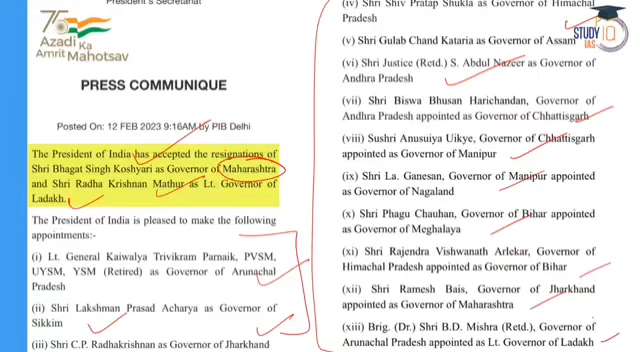 President's Secretariat
75
Azadi Ka
Amrit Mahotsav
PRESS COMMUNIQUE
Posted On: 12 FEB 2023 9:16AM by PIB Delhi
The President of India has accepted the resignations of
Shri Bhagat Singh Koshyari as Governor of Maharashtra
and Shri Radha Krishnan Mathur as Lt. Governor of
Ladakh.
The President of India is pleased to make the following
appointments:-
(i) Lt. General Kaiwalya Trivikram Parnaik, PVSM,
UYSM, YSM (Retired) as Governor of Arunachal
Pradesh
(ii) Shri Lakshman Prasad Acharya as Governor of
Sikkim
(iii) Shri C.P. Radhakrishnan as Governor of Jharkhand
(iv) Shri Shiv Pratap Shukla as Governor of Himachal
Pradesh
(v) Shri Gulab Chand Kataria as Governor of Assam
(vi) Shri Justice (Retd.) S. Abdul Nazeer as Governor of
Andhra Pradesh
(vii) Shri Biswa Bhusan Harichandan, Governor of
Andhra Pradesh appointed as Governor of Chhattisgarh
(viii) Sushri Anusuiya Uikye, Governor of Chhattisgarh
appointed as Governor of Manipur
(ix) Shri La. Ganesan, Governor of Manipur appointed
as Governor of Nagaland
(x) Shri Phagu Chauhan, Governor of Bihar appointed
as Governor of Meghalaya
(xi) Shri Rajendra Vishwanath Arlekar, Governor of
Himachal Pradesh appointed as Governor of Bihar
(xii) Shri Ramesh Bais, Governor of Jharkhand
appointed as Governor of Maharashtra
(xiii) Brig. (Dr.) Shri B.D. Mishra (Retd.), Governor of
Arunachal Pradesh appointed as Lt. Governor of Ladakh
STUDY IQ
IAS